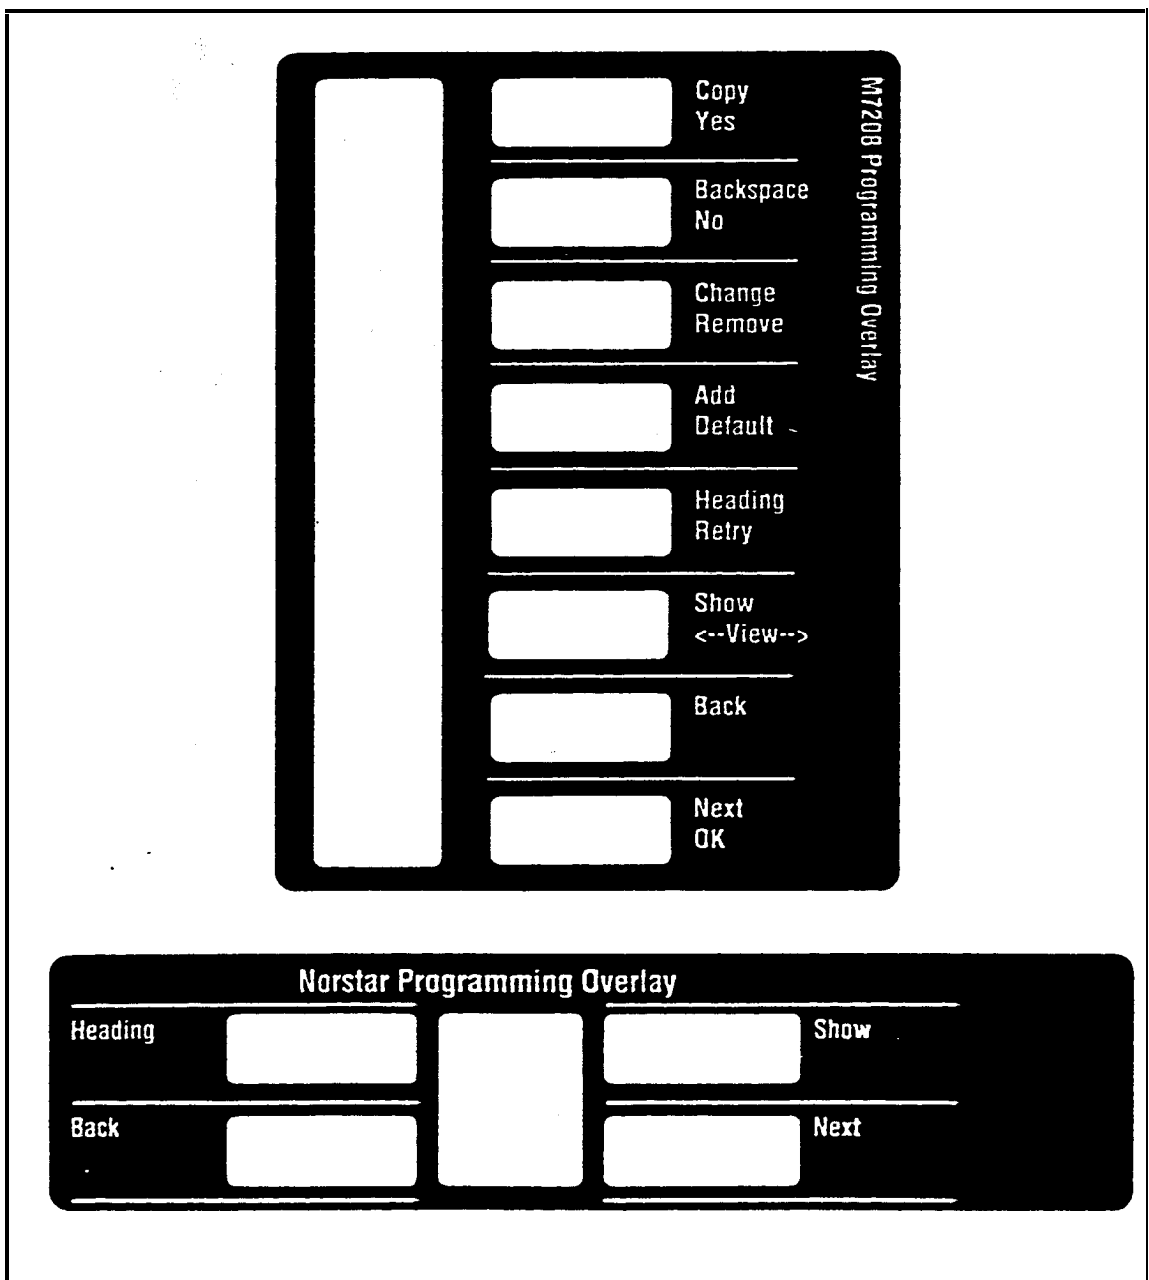 Copy
Yes
Backspace
No
Change
Remove
Add
Default
Heading
Retry
Show
<--View-->
Back
Next
OK
M7208 Programming Overlay
Norstar Programming Overlay
Heading
Show
Back
Next